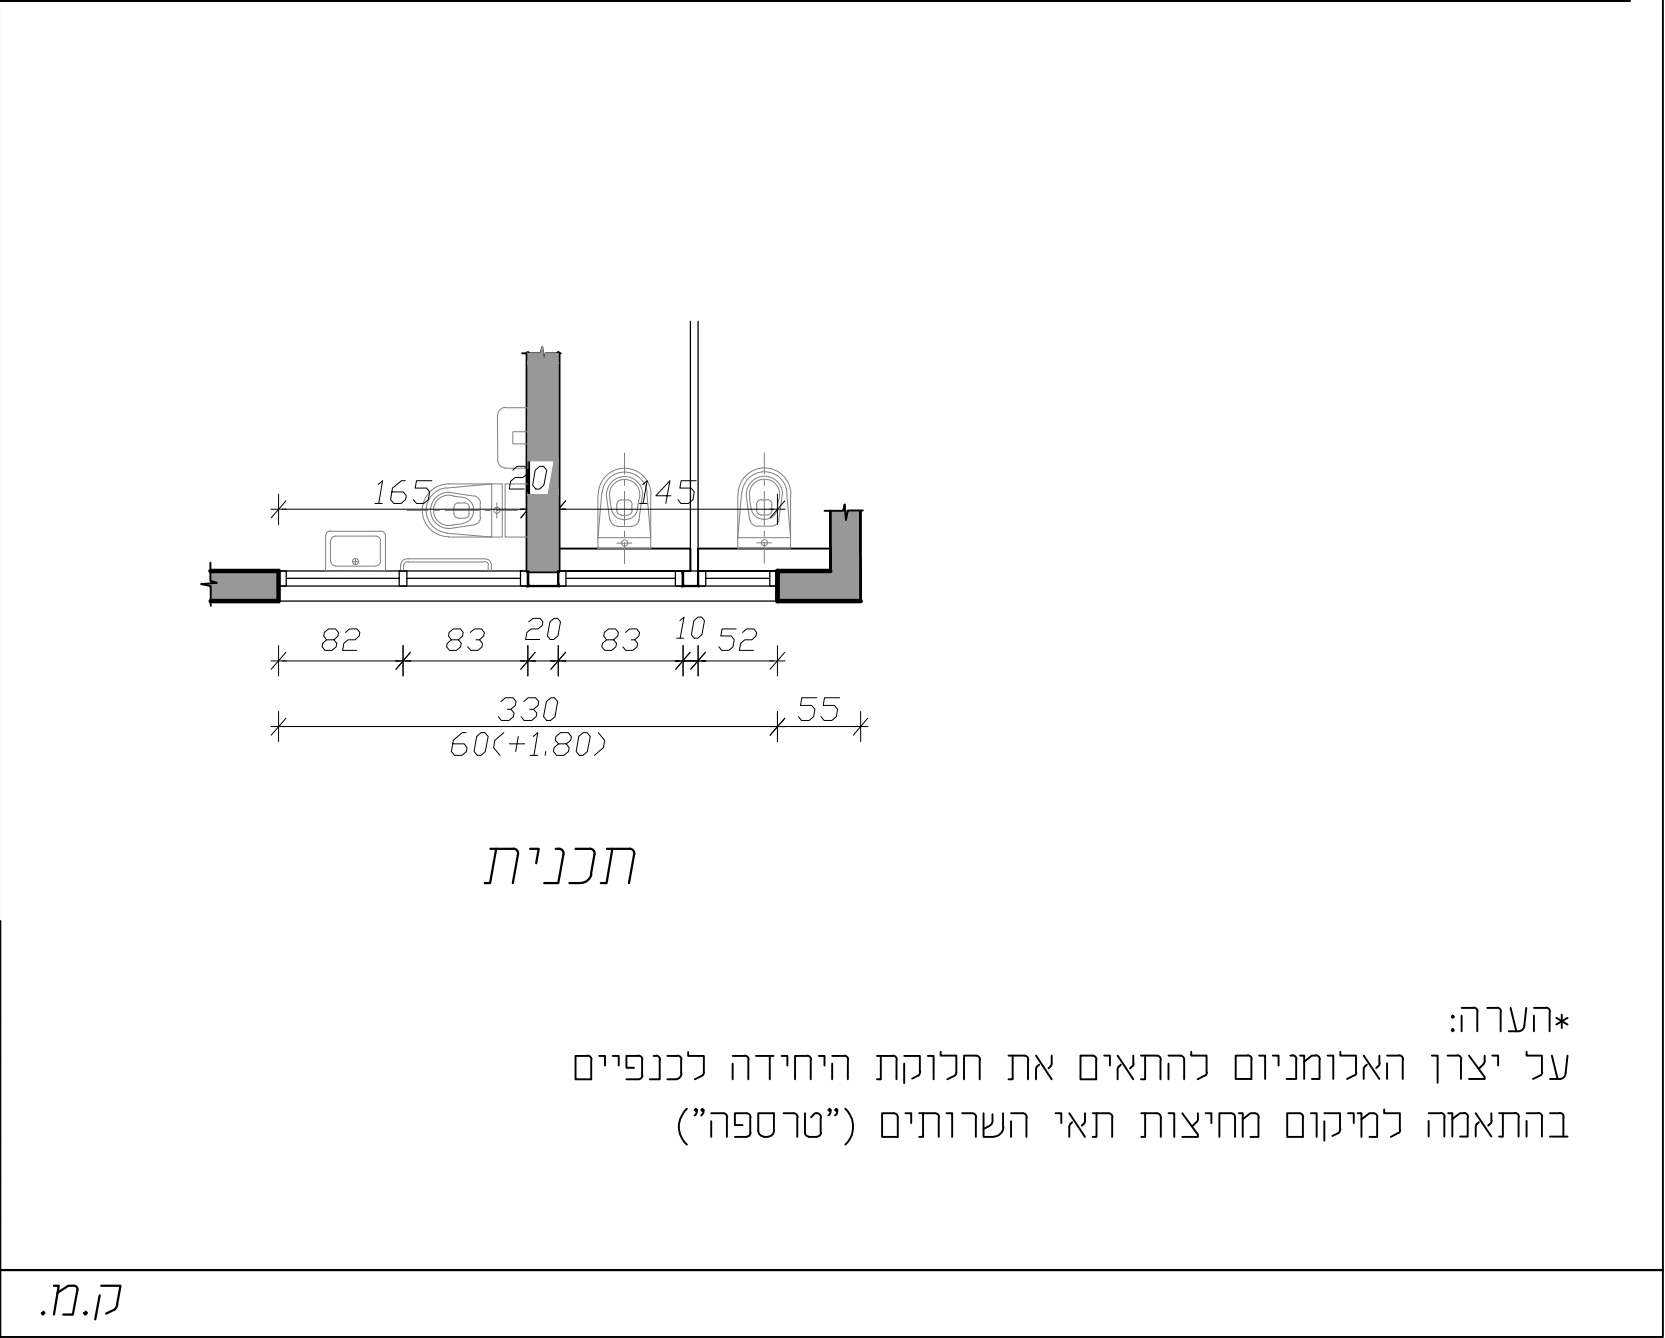 165 20 145
82 83 20 83 10 52
330 55
60(+1.80)
תכנית
*הערה:
על יצרן האלומניום להתאים את חלוקת היחידה לכנפיים
בהתאמה למיקום מחיצות תאי השרותים ("טרספה")
ק.מ.